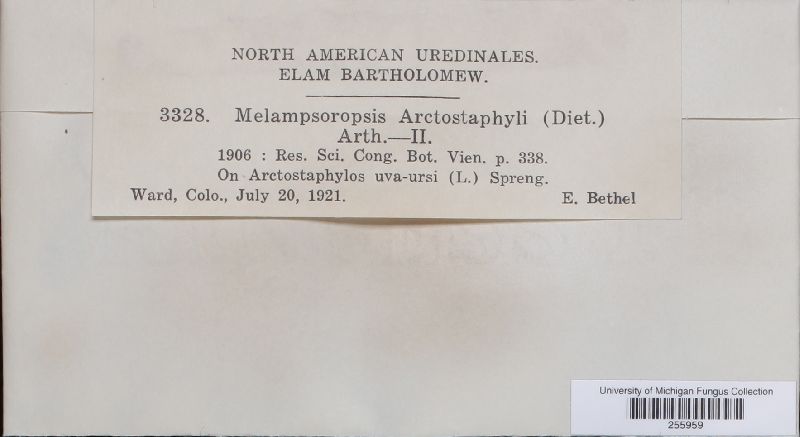 NORTH AMERICAN UREDINALES.
ELAM BARTHOLOMEW.
3328. Melampsoropsis Arctostaphyli (Diet.)
Arth.—II.
1906 : Res. Sci. Cong. Bot. Vien. p. 338.
On Arctostaphylos uva-ursi (L.) Spreng.
Ward, Colo., July 20, 1921. E. Bethel
University of Michigan Fungus Collection
255959